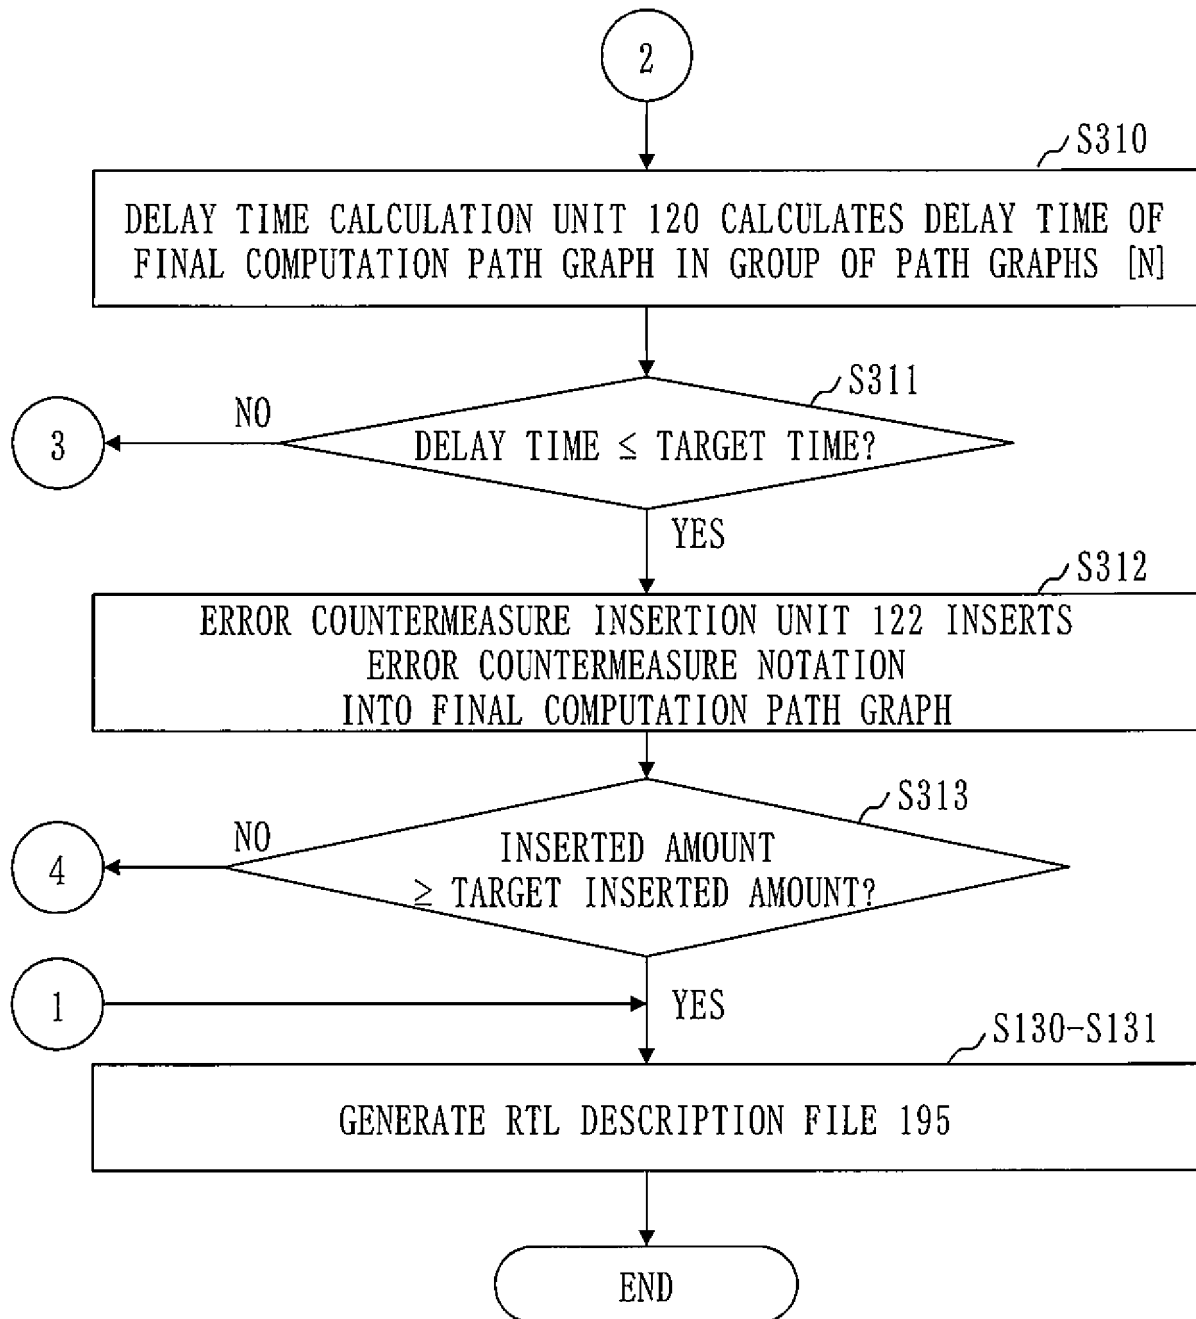 2
S310
DELAY TIME CALCULATION UNIT 120 CALCULATES DELAY TIME OF
FINAL COMPUTATION PATH GRAPH IN GROUP OF PATH GRAPHS [N]
S311
NO
3
DELAY TIME ≦ TARGET TIME?
YES
S312
ERROR COUNTERMEASURE INSERTION UNIT 122 INSERTS
ERROR COUNTERMEASURE NOTATION
INTO FINAL COMPUTATION PATH GRAPH
S313
NO
4
INSERTED AMOUNT
≥ TARGET INSERTED AMOUNT?
1
YES
S130-S131
GENERATE RTL DESCRIPTION FILE 195
END